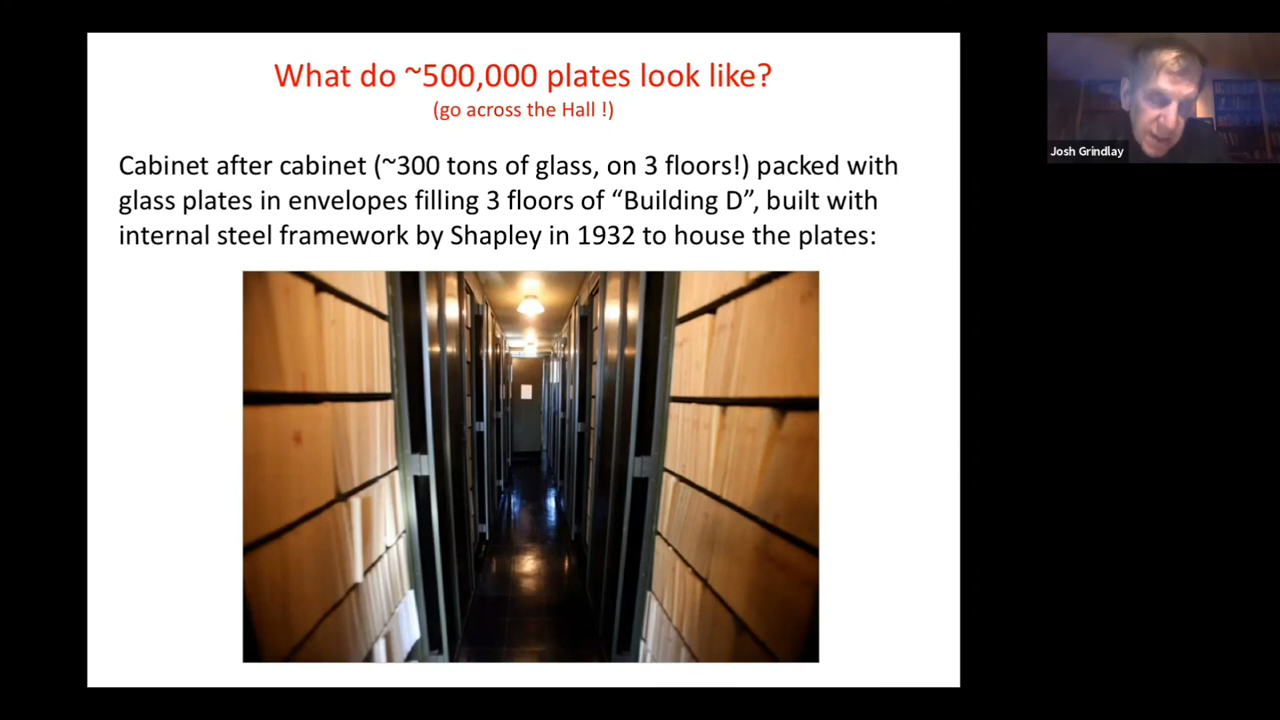 What do ~500,000 plates look like?
(go across the Hall !)
Cabinet after cabinet (~300 tons of glass, on 3 floors!) packed with
glass plates in envelopes filling 3 floors of “Building D”, built with
internal steel framework by Shapley in 1932 to house the plates:
Josh Grindlay